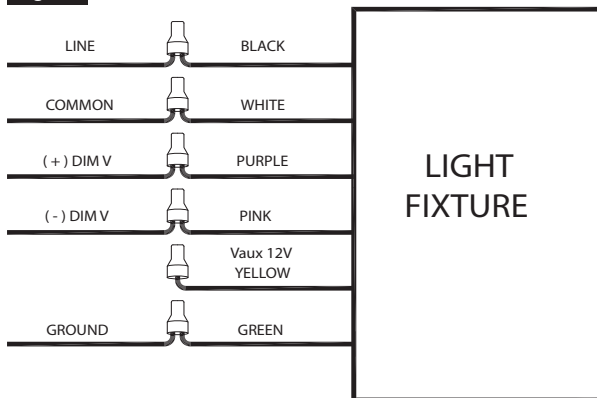 LINE BLACK
COMMON WHITE
( + ) DIM V PURPLE
( - ) DIM V PINK
Vaux 12V
YELLOW
GROUND GREEN
LIGHT
FIXTURE